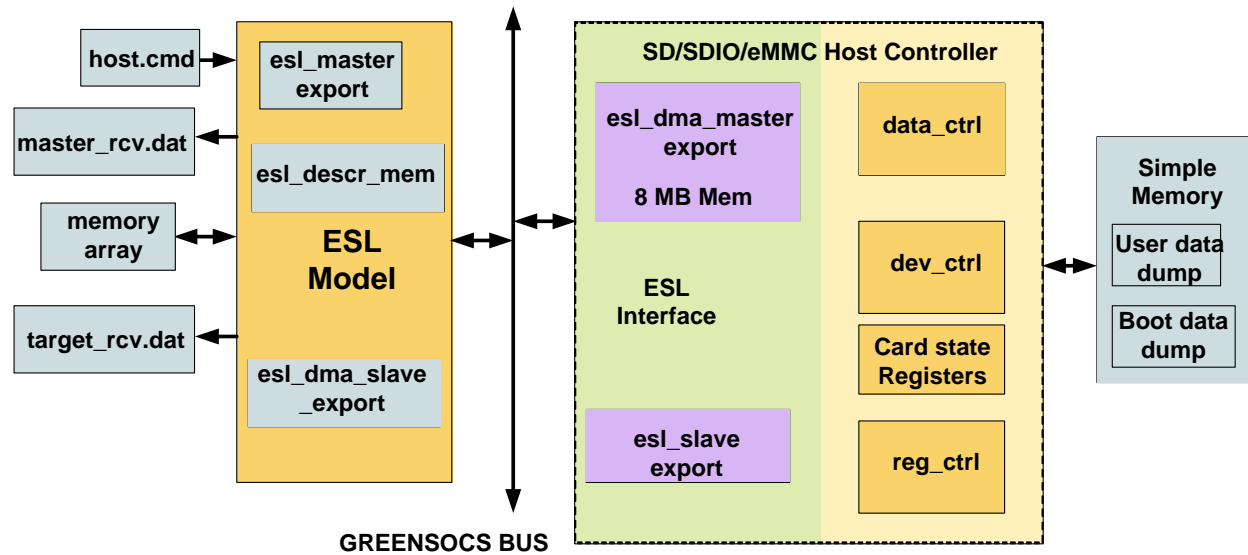 host.cmd
master_rcv.dat
memory
array
target_rcv.dat
esl_master
export
esl_descr_mem
ESL
Model
esl_dma_slave
_export
GREENSOCS BUS
SD/SDIO/eMMC Host Controller
esl_dma_master
export
8 MB Mem
ESL
Interface
esl_slave
export
data_ctrl
dev_ctrl
Card state
Registers
reg_ctrl
Simple
Memory
User data
dump
Boot data
dump